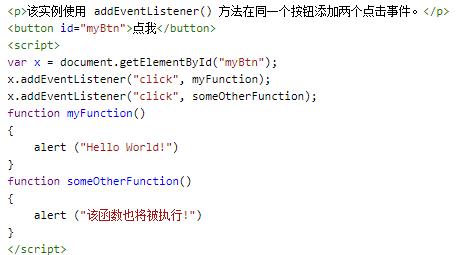 <p>该实例使用 addEventListener() 方法在同一个按钮添加两个点击事件。</p>
<button id="myBtn">点我</button>
<script>
var x = document.getElementById("myBtn");
x.addEventListener("click", myFunction);
x.addEventListener("click", someOtherFunction);
function myFunction()
{
    alert ("Hello World!")
}
function someOtherFunction()
{
    alert ("该函数也将被执行!")
}
</script>